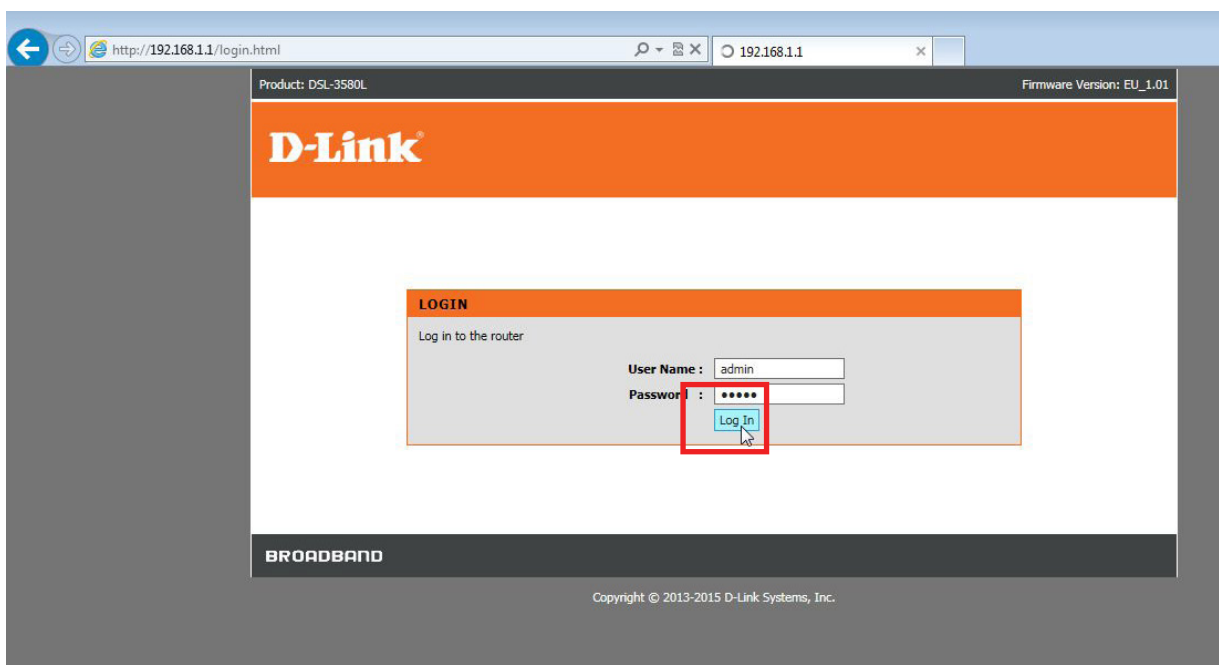 http://192.168.1.1/login.html
192.168.1.1
Product: DSL-3580L
Firmware Version: EU_1.01
D-Link®
LOGIN
Log in to the router
User Name : admin
Password : •••••
Log In
BROADBAND
Copyright © 2013-2015 D-Link Systems, Inc.